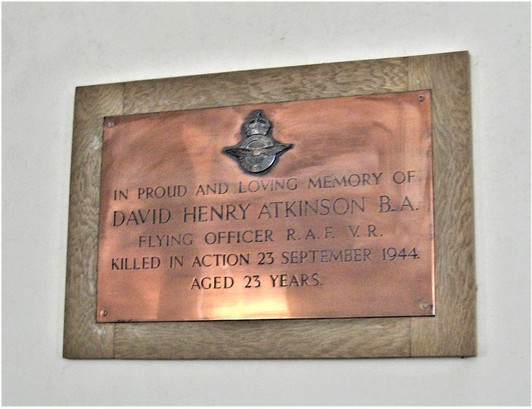 IN PROUD AND LOVING MEMORY OF
DAVID HENRY ATKINSON B.A.
FLYING OFFICER R.A.F. V.R.
KILLED IN ACTION 23 SEPTEMBER 1944.
AGED 23 YEARS.